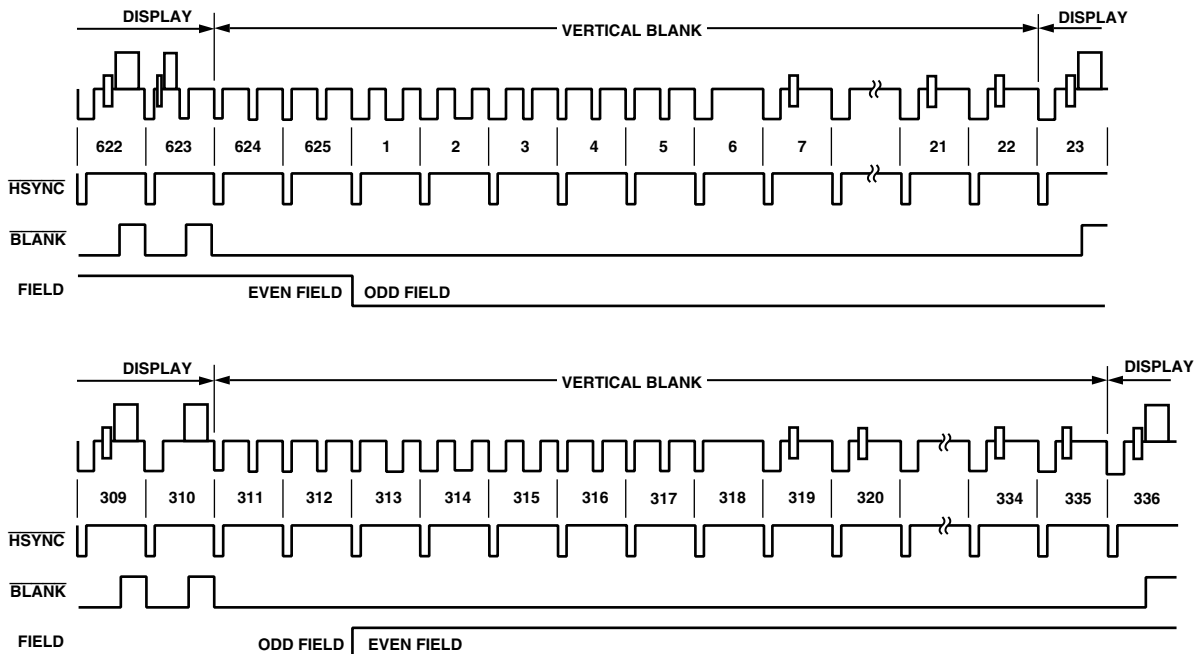 DISPLAY VERTICAL BLANK DISPLAY
622 623 624 625 1 2 3 4 5 6 7 21 22 23
HSYNC
BLANK
FIELD EVEN FIELD ODD FIELD
DISPLAY VERTICAL BLANK DISPLAY
309 310 311 312 313 314 315 316 317 318 319 320 334 335 336
HSYNC
BLANK
FIELD ODD FIELD EVEN FIELD